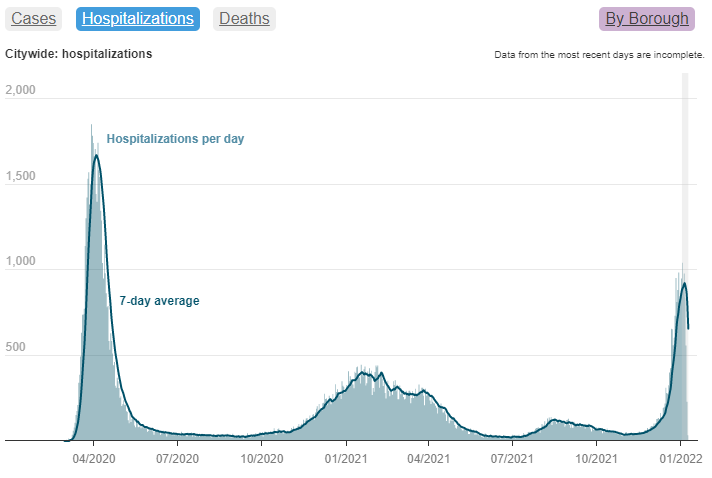 Cases Hospitalizations Deaths By Borough
Citywide: hospitalizations Data from the most recent days are incomplete.
2,000
Hospitalizations per day
1,500
1,000
7-day average
500
04/2020 07/2020 10/2020 01/2021 04/2021 07/2021 10/2021 01/2022